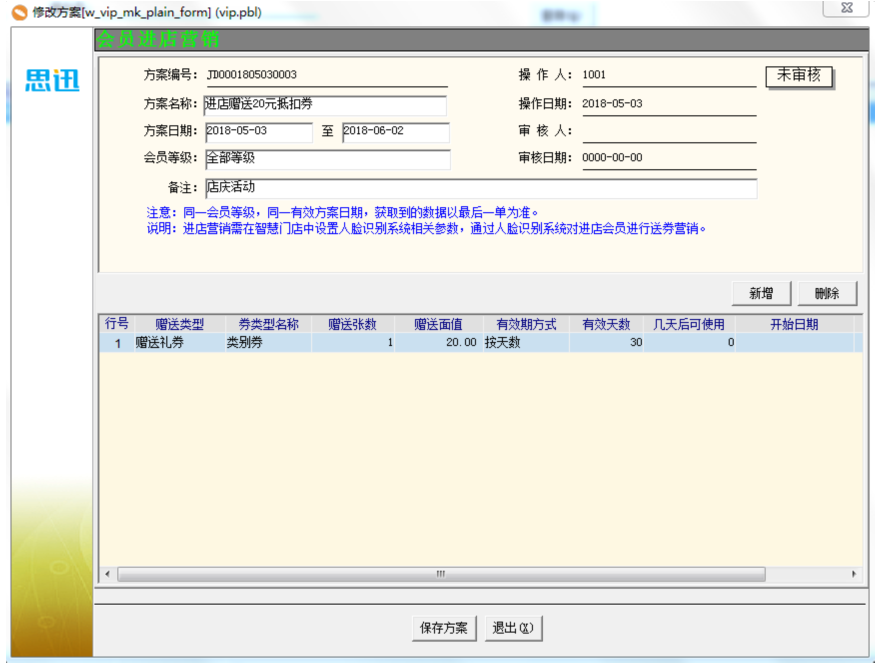 修改方案[w_vip_mk_plain_form] (vip.pbl)
会员进店营销
思迅
方案编号: JD0001805030003 操 作 人: 1001 未审核
方案名称: 进店赠送20元抵扣券 操作日期: 2018-05-03
方案日期: 2018-05-03 至 2018-06-02 审 核 人:
会员等级: 全部等级 审核日期: 0000-00-00
备注: 店庆活动
注意: 同一会员等级，同一有效方案日期，获取到的数据以最后一单为准。
说明: 进店营销需在智慧门店中设置人脸识别系统相关参数，通过人脸识别系统对进店会员进行送券营销。
新增 删除
行号 赠送类型 券类型名称 赠送张数 赠送面值 有效期方式 有效天数 几天后可使用 开始日期
1 赠送礼券 类别券 1 20.00 按天数 30 0
保存方案 退出(X)